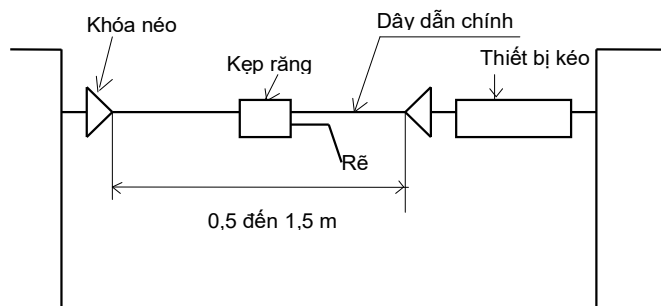 Khóa néo
Dây dẫn chính
Kẹp răng
Thiết bị kéo
Rẽ
0,5 đến 1,5 m